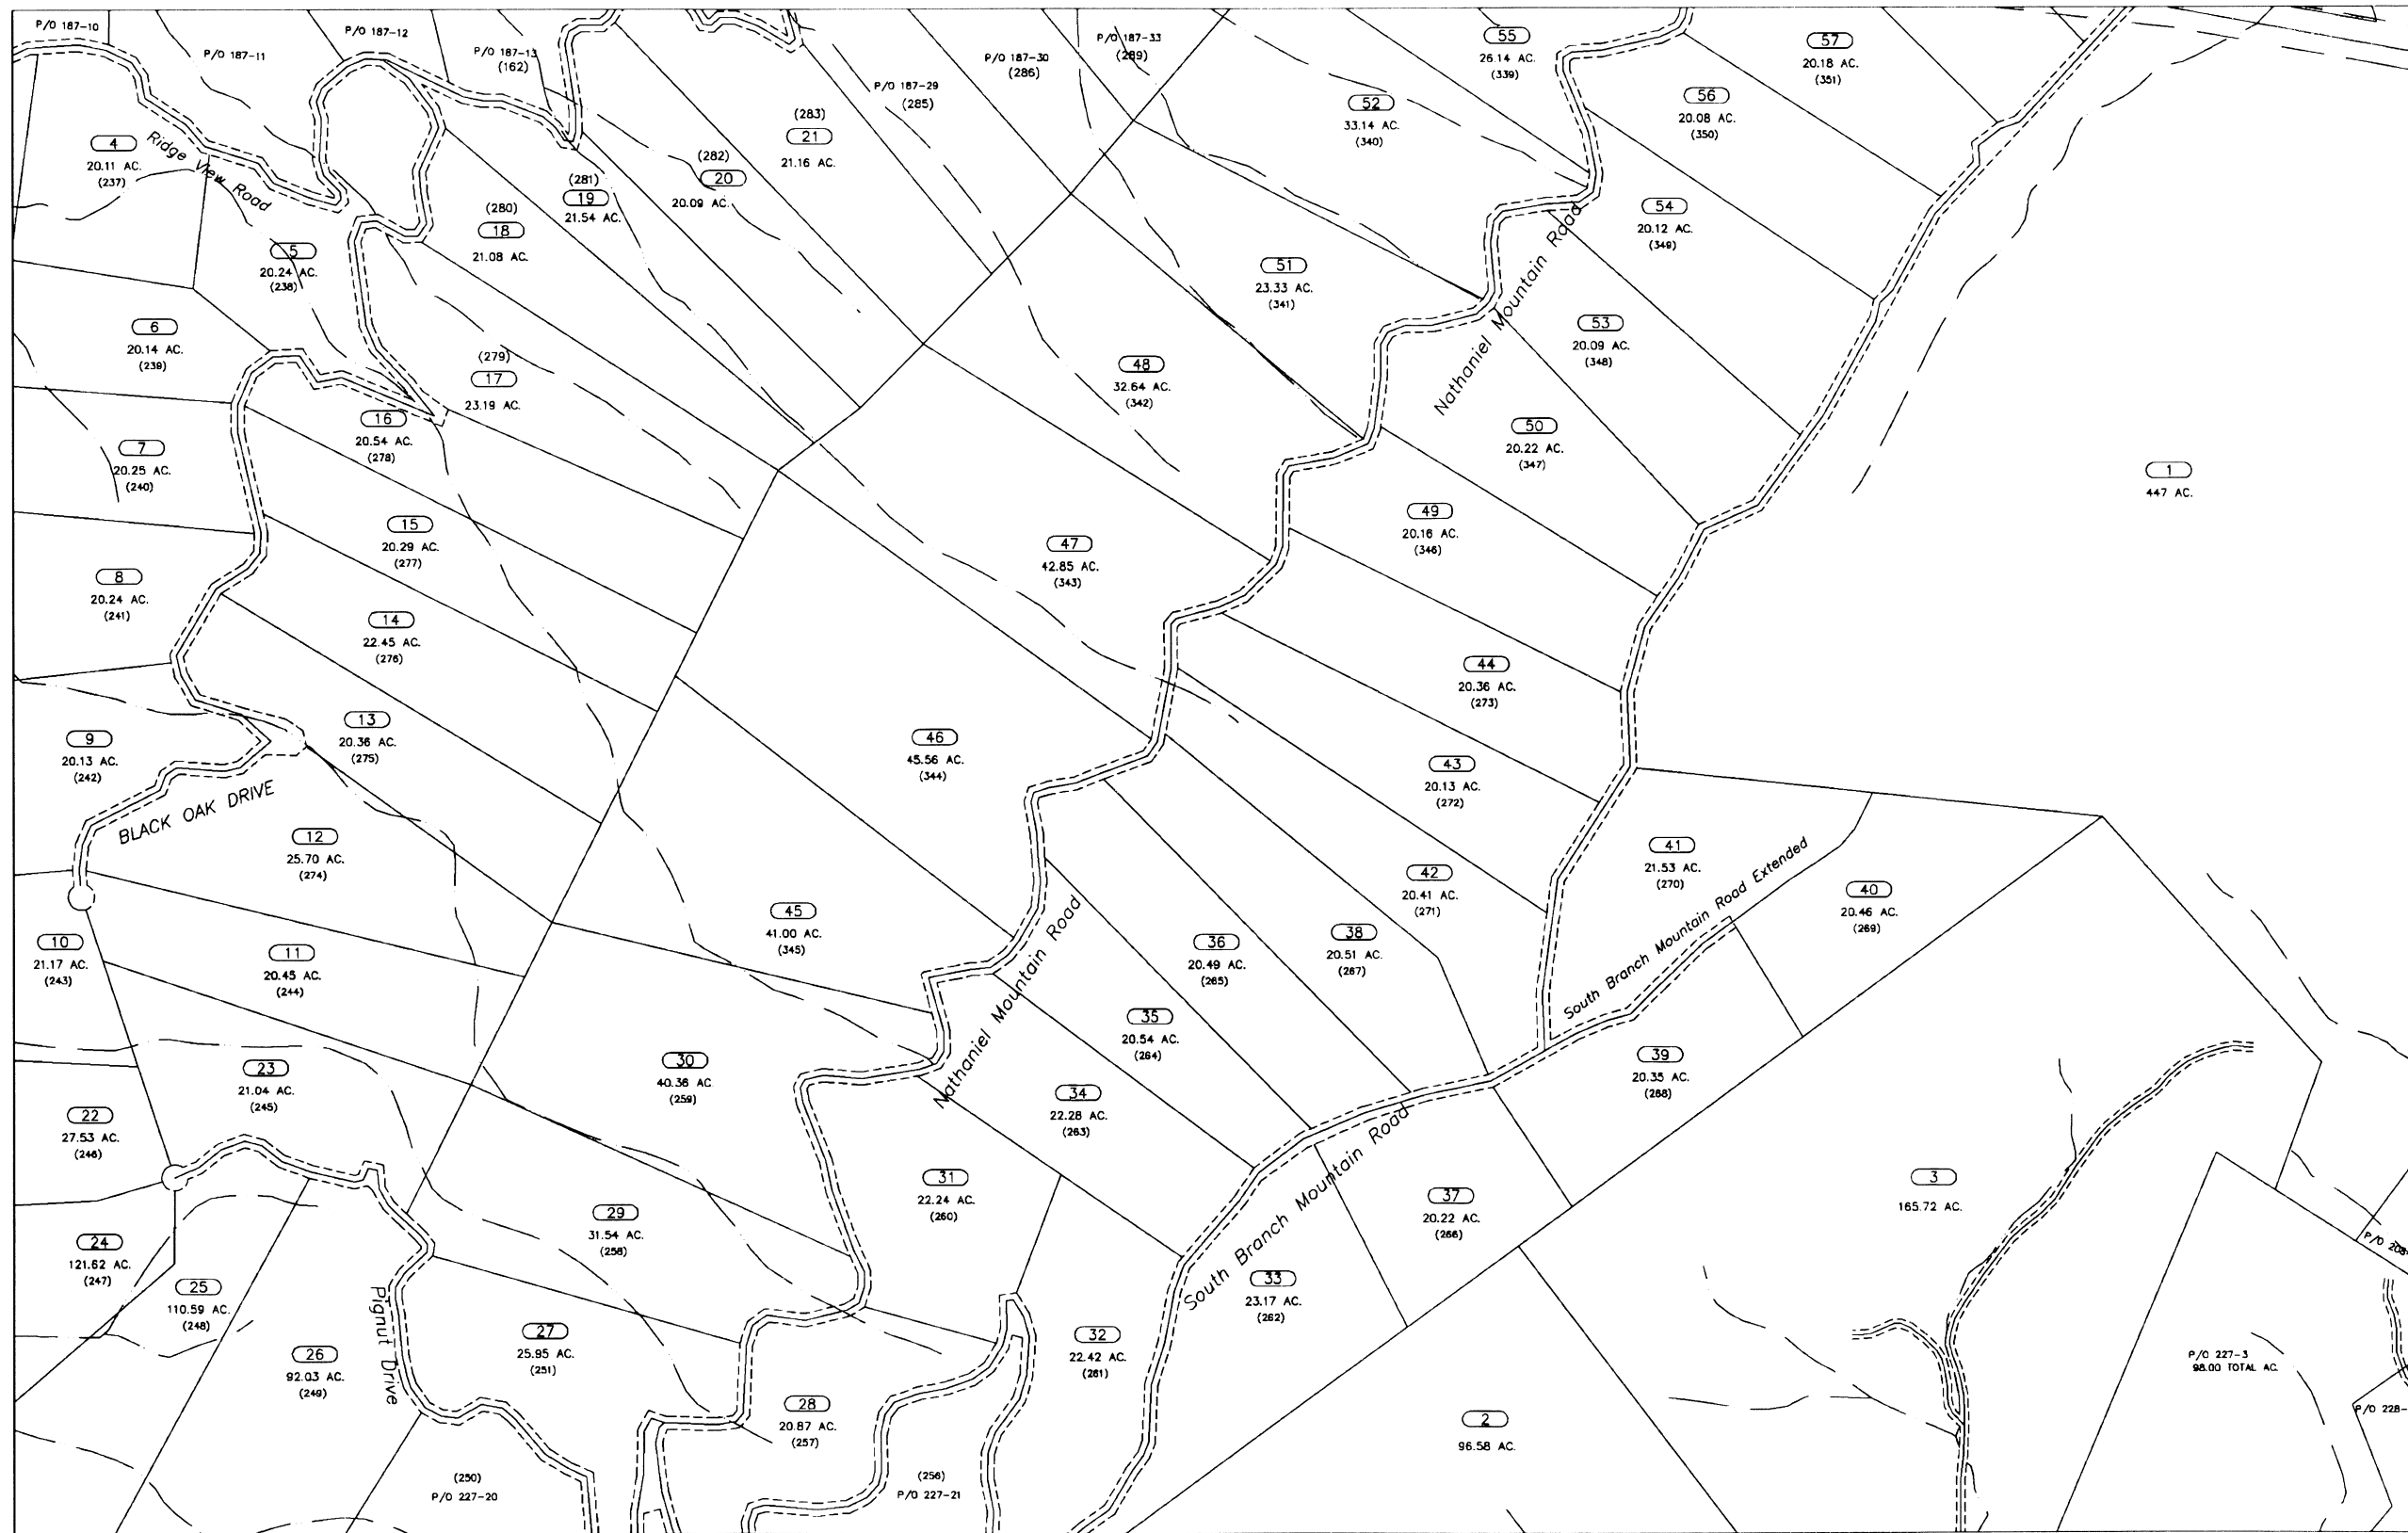 P/O 187-10
P/O 187-11
P/O 187-12
P/O 187-13
(162)
P/O 187-29
(285)
P/O 187-30
(286)
P/O 187-33
(289)
55
26.14 AC.
(339)
57
20.18 AC.
(351)
52
33.14 AC.
(340)
56
20.08 AC.
(350)
4
20.11 AC.
(237)
Ridge View Road
(283)
21
21.16 AC.
(282)
20
20.09 AC.
(281)
19
21.54 AC.
(280)
18
21.08 AC.
54
20.12 AC.
(349)
5
20.24 AC.
(238)
51
23.33 AC.
(341)
Nathaniel Mountain Road
53
20.09 AC.
(348)
6
20.14 AC.
(239)
(279)
17
23.19 AC.
48
32.64 AC.
(342)
16
20.54 AC.
(278)
50
20.22 AC.
(347)
7
20.25 AC.
(240)
1
447 AC.
15
20.29 AC.
(277)
49
20.16 AC.
(346)
47
42.85 AC.
(343)
8
20.24 AC.
(241)
14
22.45 AC.
(276)
44
20.36 AC.
(273)
13
20.36 AC.
(275)
9
20.13 AC.
(242)
46
45.56 AC.
(344)
43
20.13 AC.
(272)
BLACK OAK DRIVE
12
25.70 AC.
(274)
41
21.53 AC.
(270)
42
20.41 AC.
(271)
40
20.46 AC.
(269)
South Branch Mountain Road Extended
45
41.00 AC.
(345)
10
21.17 AC.
(243)
11
20.45 AC.
(244)
36
20.49 AC.
(265)
38
20.51 AC.
(267)
Nathaniel Mountain Road
35
20.54 AC.
(264)
39
20.35 AC.
(268)
30
40.36 AC.
(259)
23
21.04 AC.
(245)
34
22.28 AC.
(263)
22
27.53 AC.
(246)
South Branch Mountain Road
31
22.24 AC.
(260)
37
20.22 AC.
(266)
3
165.72 AC.
29
31.54 AC.
(258)
24
121.62 AC.
(247)
25
110.59 AC.
(248)
33
23.17 AC.
(262)
Pignut Drive
27
25.95 AC.
(251)
32
22.42 AC.
(261)
26
92.03 AC.
(249)
P/O 227-3
98.00 TOTAL AC.
P/O 208-
P/O 228-
28
20.87 AC.
(257)
2
96.58 AC.
(250)
P/O 227-20
(256)
P/O 227-21